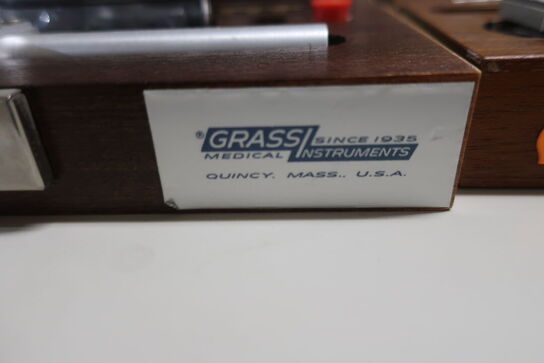 ® GRASS SINCE 1935
MEDICAL INSTRUMENTS
QUINCY. MASS.. U.S.A.